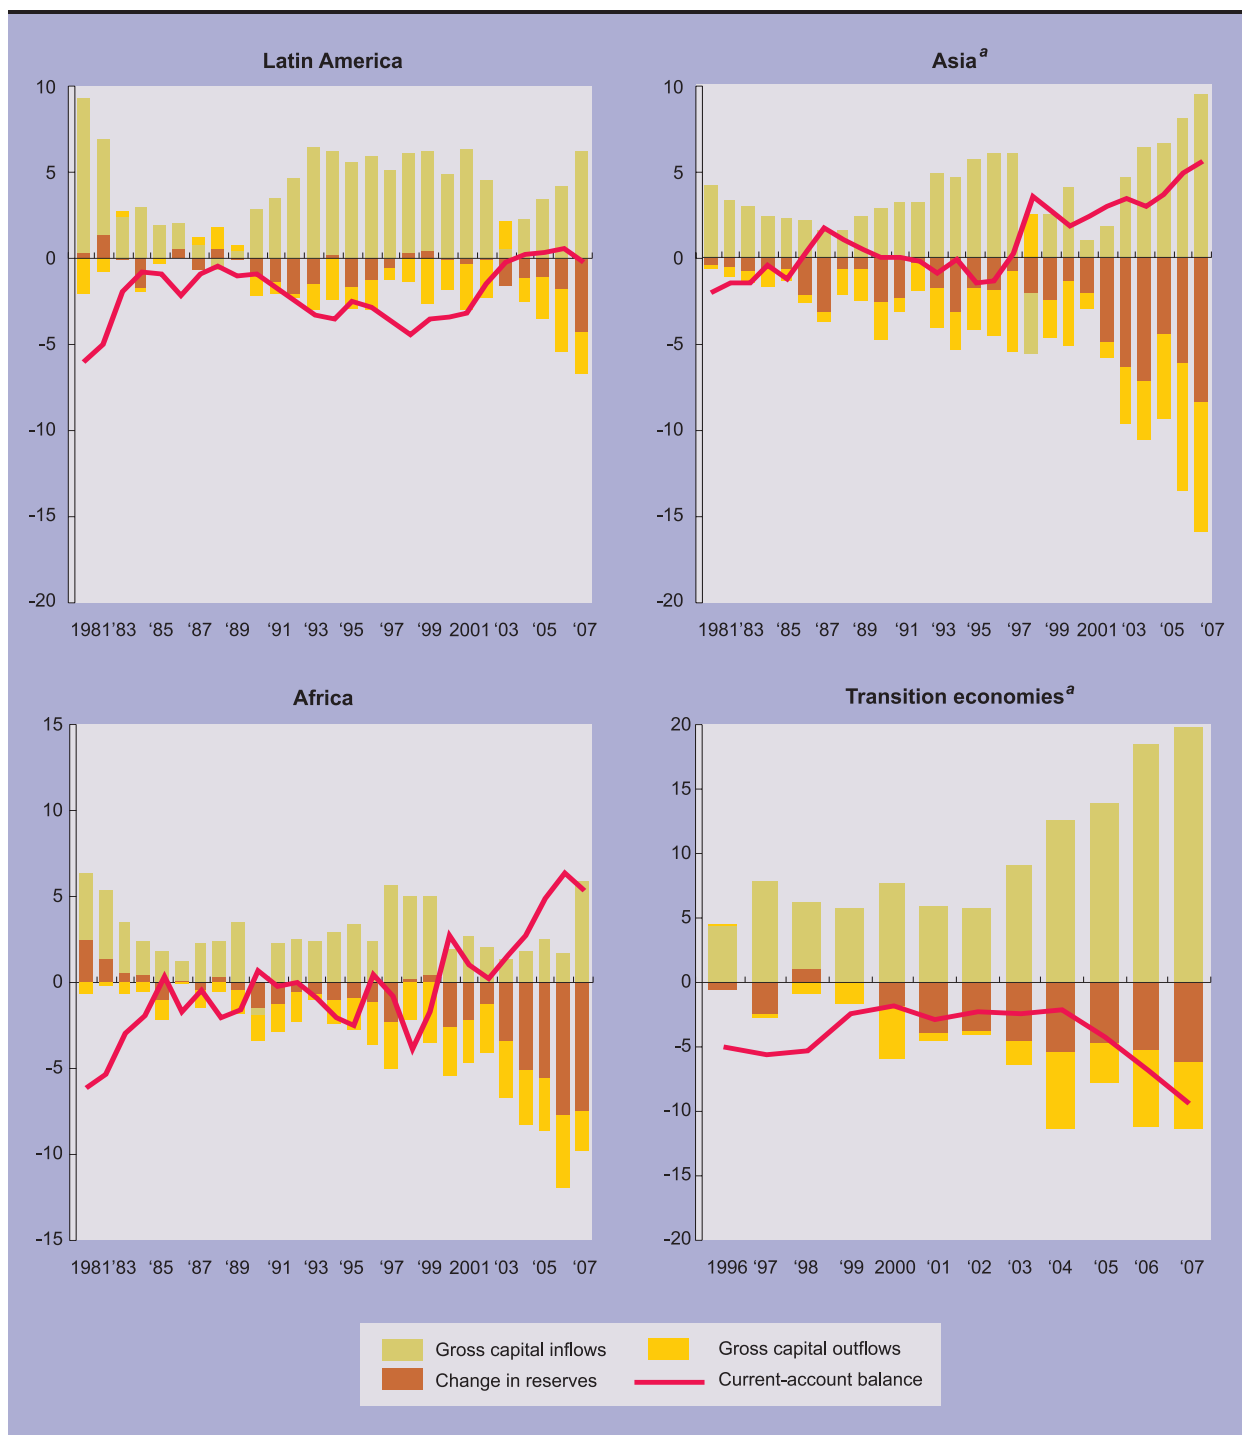 Latin America
10
5
0
-5
-10
-15
-20
1981 '83 '85 '87 '89 '91 '93 '95 '97 '99 2001 '03 '05 '07
Asia a
10
5
0
-5
-10
-15
-20
1981 '83 '85 '87 '89 '91 '93 '95 '97 '99 2001 '03 '05 '07
Africa
15
10
5
0
-5
-10
-15
1981 '83 '85 '87 '89 '91 '93 '95 '97 '99 2001 '03 '05 '07
Transition economies a
20
15
10
5
0
-5
-10
-15
-20
1996 '97 '98 '99 2000 '01 '02 '03 '04 '05 '06 '07
Gross capital inflows
Gross capital outflows
Change in reserves
Current-account balance